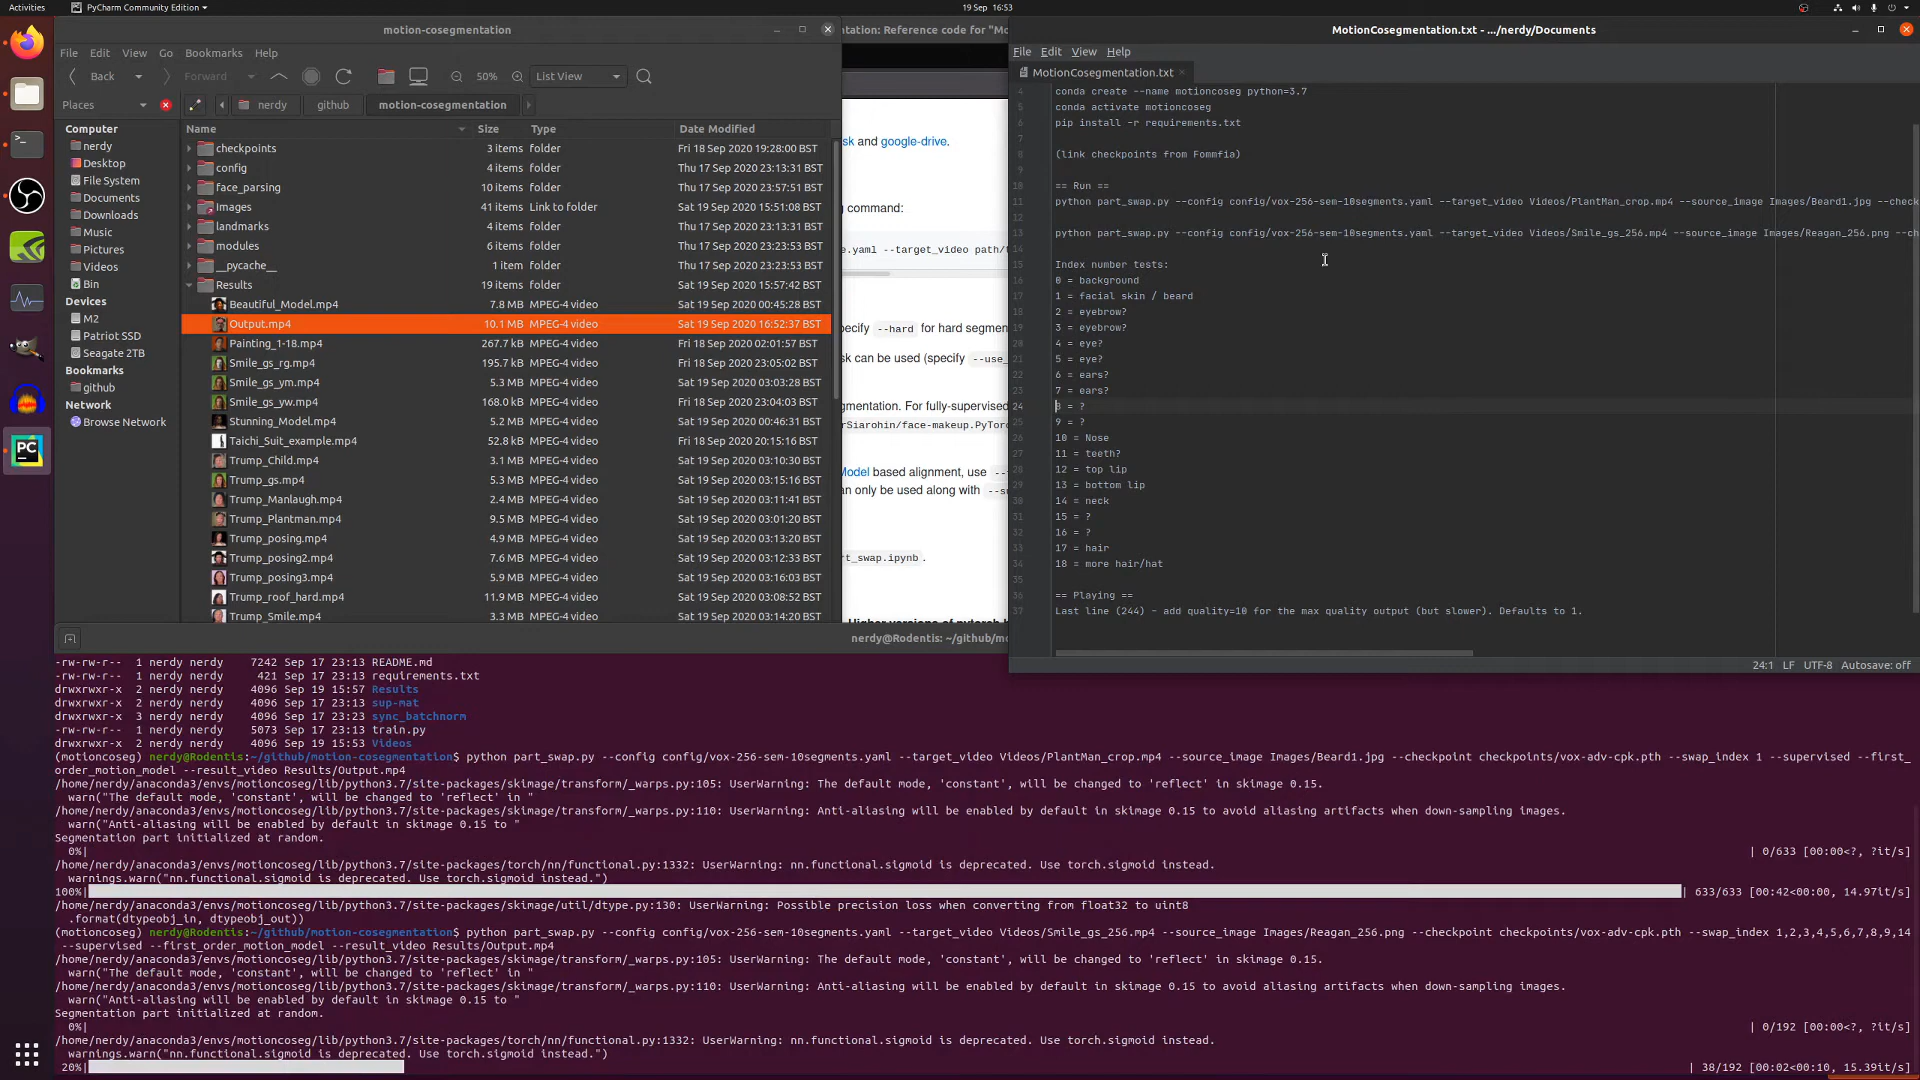 Activities
PyCharm Community Edition
19 Sep 16:53
motion-cosegmentation
File Edit View Go Bookmarks Help
Back Forward 50% List View
Places
nerdy github motion-cosegmentation
Computer
nerdy
Desktop
File System
Documents
Downloads
Music
Pictures
Videos
Bin
Devices
M2
Patriot SSD
Seagate 2TB
Bookmarks
github
Network
Browse Network
Name Size Type Date Modified
checkpoints 3 items folder Fri 18 Sep 2020 19:28:00 BST
config 4 items folder Thu 17 Sep 2020 23:13:31 BST
face_parsing 10 items folder Thu 17 Sep 2020 23:57:51 BST
Images 41 items Link to folder Sat 19 Sep 2020 15:51:08 BST
landmarks 4 items folder Thu 17 Sep 2020 23:13:31 BST
modules 6 items folder Thu 17 Sep 2020 23:23:53 BST
__pycache__ 1 item folder Thu 17 Sep 2020 23:23:53 BST
Results 19 items folder Sat 19 Sep 2020 15:57:42 BST
Beautiful_Model.mp4 7.8 MB MPEG-4 video Sat 19 Sep 2020 00:45:28 BST
Output.mp4 10.1 MB MPEG-4 video Sat 19 Sep 2020 16:52:37 BST
Painting_1-18.mp4 267.7 kB MPEG-4 video Fri 18 Sep 2020 02:01:57 BST
Smile_gs_rg.mp4 195.7 kB MPEG-4 video Fri 18 Sep 2020 23:05:02 BST
Smile_gs_ym.mp4 5.3 MB MPEG-4 video Sat 19 Sep 2020 03:03:28 BST
Smile_gs_yw.mp4 168.0 kB MPEG-4 video Fri 18 Sep 2020 23:04:03 BST
Stunning_Model.mp4 5.2 MB MPEG-4 video Sat 19 Sep 2020 00:46:31 BST
Taichi_Suit_example.mp4 52.8 kB MPEG-4 video Fri 18 Sep 2020 20:15:16 BST
Trump_Child.mp4 3.1 MB MPEG-4 video Sat 19 Sep 2020 03:10:30 BST
Trump_gs.mp4 5.3 MB MPEG-4 video Sat 19 Sep 2020 03:15:16 BST
Trump_Manlaugh.mp4 2.4 MB MPEG-4 video Sat 19 Sep 2020 03:11:41 BST
Trump_Plantman.mp4 9.5 MB MPEG-4 video Sat 19 Sep 2020 03:01:20 BST
Trump_posing.mp4 4.9 MB MPEG-4 video Sat 19 Sep 2020 03:13:20 BST
Trump_posing2.mp4 7.6 MB MPEG-4 video Sat 19 Sep 2020 03:12:33 BST
Trump_posing3.mp4 5.9 MB MPEG-4 video Sat 19 Sep 2020 03:16:03 BST
Trump_roof_hard.mp4 11.9 MB MPEG-4 video Sat 19 Sep 2020 03:08:52 BST
Trump_Smile.mp4 3.3 MB MPEG-4 video Sat 19 Sep 2020 03:14:20 BST
ntation: Reference code for "Mo
sk and google-drive.
g command:
e.yaml --target_video path/t
ecify --hard for hard segmen
sk can be used (specify --use_
gmentation. For fully-supervised
erSiarohin/face-makeup.PyTorc
Model based alignment, use --
an only be used along with --su
rt_swap.ipynb.
MotionCosegmentation.txt - .../nerdy/Documents
File Edit View Help
MotionCosegmentation.txt
4 conda create --name motioncoseg python=3.7
5 conda activate motioncoseg
6 pip install -r requirements.txt
7
8 (link checkpoints from Fommfia)
9
10 == Run ==
11 python part_swap.py --config config/vox-256-sem-10segments.yaml --target_video Videos/PlantMan_crop.mp4 --source_image Images/Beard1.jpg --check
12
13 python part_swap.py --config config/vox-256-sem-10segments.yaml --target_video Videos/Smile_gs_256.mp4 --source_image Images/Reagan_256.png --ch
14
15 Index number tests:
16 0 = background
17 1 = facial skin / beard
18 2 = eyebrow?
19 3 = eyebrow?
20 4 = eye?
21 5 = eye?
22 6 = ears?
23 7 = ears?
24 8 = ?
25 9 = ?
26 10 = Nose
27 11 = teeth?
28 12 = top lip
29 13 = bottom lip
30 14 = neck
31 15 = ?
32 16 = ?
33 17 = hair
34 18 = more hair/hat
35
36 == Playing ==
37 Last line (244) - add quality=10 for the max quality output (but slower). Defaults to 1.
24:1 LF UTF-8 Autosave: off
nerdy@Rodentis: ~/github/mo
-rw-rw-r-- 1 nerdy nerdy 7242 Sep 17 23:13 README.md
-rw-rw-r-- 1 nerdy nerdy 421 Sep 17 23:13 requirements.txt
drwxrwxr-x 2 nerdy nerdy 4096 Sep 19 15:57 Results
drwxrwxr-x 2 nerdy nerdy 4096 Sep 17 23:13 sup-mat
drwxrwxr-x 3 nerdy nerdy 4096 Sep 17 23:23 sync_batchnorm
-rw-rw-r-- 1 nerdy nerdy 5073 Sep 17 23:13 train.py
drwxrwxr-x 2 nerdy nerdy 4096 Sep 19 15:53 Videos
(motioncoseg) nerdy@Rodentis:~/github/motion-cosegmentation$ python part_swap.py --config config/vox-256-sem-10segments.yaml --target_video Videos/PlantMan_crop.mp4 --source_image Images/Beard1.jpg --checkpoint checkpoints/vox-adv-cpk.pth --swap_index 1 --supervised --first_
order_motion_model --result_video Results/Output.mp4
/home/nerdy/anaconda3/envs/motioncoseg/lib/python3.7/site-packages/skimage/transform/_warps.py:105: UserWarning: The default mode, 'constant', will be changed to 'reflect' in skimage 0.15.
warn("The default mode, 'constant', will be changed to 'reflect' in "
/home/nerdy/anaconda3/envs/motioncoseg/lib/python3.7/site-packages/skimage/transform/_warps.py:110: UserWarning: Anti-aliasing will be enabled by default in skimage 0.15 to avoid aliasing artifacts when down-sampling images.
warn("Anti-aliasing will be enabled by default in skimage 0.15 to "
Segmentation part initialized at random.
0%| | 0/633 [00:00<?, ?it/s]
/home/nerdy/anaconda3/envs/motioncoseg/lib/python3.7/site-packages/torch/nn/functional.py:1332: UserWarning: nn.functional.sigmoid is deprecated. Use torch.sigmoid instead.
warnings.warn("nn.functional.sigmoid is deprecated. Use torch.sigmoid instead.")
100%| | 633/633 [00:42<00:00, 14.97it/s]
/home/nerdy/anaconda3/envs/motioncoseg/lib/python3.7/site-packages/skimage/util/dtype.py:130: UserWarning: Possible precision loss when converting from float32 to uint8
.format(dtypeobj_in, dtypeobj_out))
(motioncoseg) nerdy@Rodentis:~/github/motion-cosegmentation$ python part_swap.py --config config/vox-256-sem-10segments.yaml --target_video Videos/Smile_gs_256.mp4 --source_image Images/Reagan_256.png --checkpoint checkpoints/vox-adv-cpk.pth --swap_index 1,2,3,4,5,6,7,8,9,14
--supervised --first_order_motion_model --result_video Results/Output.mp4
/home/nerdy/anaconda3/envs/motioncoseg/lib/python3.7/site-packages/skimage/transform/_warps.py:105: UserWarning: The default mode, 'constant', will be changed to 'reflect' in skimage 0.15.
warn("The default mode, 'constant', will be changed to 'reflect' in "
/home/nerdy/anaconda3/envs/motioncoseg/lib/python3.7/site-packages/skimage/transform/_warps.py:110: UserWarning: Anti-aliasing will be enabled by default in skimage 0.15 to avoid aliasing artifacts when down-sampling images.
warn("Anti-aliasing will be enabled by default in skimage 0.15 to "
Segmentation part initialized at random.
0%| | 0/192 [00:00<?, ?it/s]
/home/nerdy/anaconda3/envs/motioncoseg/lib/python3.7/site-packages/torch/nn/functional.py:1332: UserWarning: nn.functional.sigmoid is deprecated. Use torch.sigmoid instead.
warnings.warn("nn.functional.sigmoid is deprecated. Use torch.sigmoid instead.")
20%| | 38/192 [00:02<00:10, 15.39it/s]